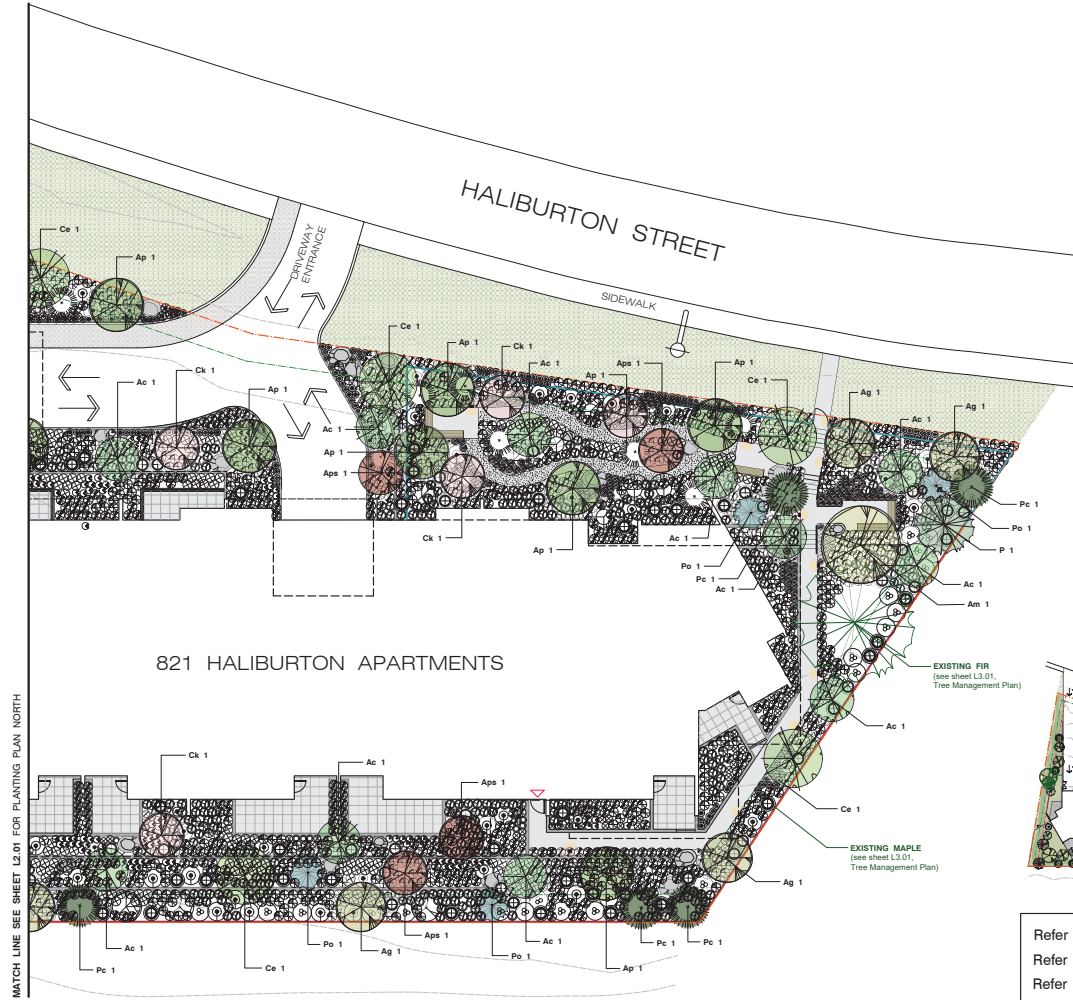 HALIBURTON STREET
SIDEWALK
DRIVEWAY
ENTRANCE
Ce 1
Ap 1
Ce 1
Ap 1
Ck 1
Ac 1
Ap 1
Aps 1
Ap 1
Ce 1
Ag 1
Ac 1
Ag 1
Ac 1
Ck 1
Ap 1
Ac 1
Ap 1
Aps 1
Ck 1
Ap 1
Ac 1
Po 1
Pc 1
Ac 1
Pc 1
Po 1
P 1
Ac 1
Am 1
EXISTING FIR
(see sheet L3.01,
Tree Management Plan)
821 HALIBURTON APARTMENTS
Ac 1
Ce 1
EXISTING MAPLE
(see sheet L3.01,
Tree Management Plan)
Ag 1
Ck 1
Ac 1
Aps 1
Pc 1
Ac 1
Ce 1
Po 1
Ag 1
Aps 1
Po 1
Ac 1
Ap 1
Pc 1
Pc 1
MATCH LINE SEE SHEET L2.01 FOR PLANTING PLAN NORTH
Refer
Refer
Refer